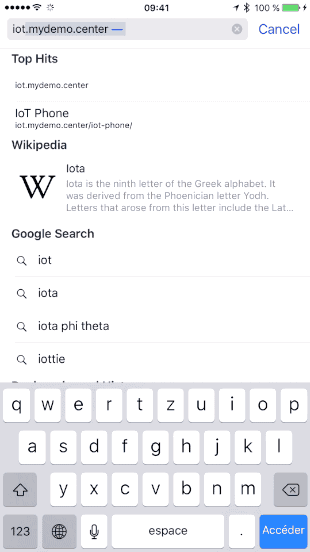 09:41 100 %
iot.mydemo.center — Cancel
Top Hits
iot.mydemo.center
IoT Phone
iot.mydemo.center/iot-phone/
Wikipedia
W Iota
Iota is the ninth letter of the Greek alphabet. It
was derived from the Phoenician letter Yodh.
Letters that arose from this letter include the Lat...
Google Search
iot
iota
iota phi theta
iottie
q w e r t z u i o p
a s d f g h j k l
y x c v b n m
123 espace . Accéder